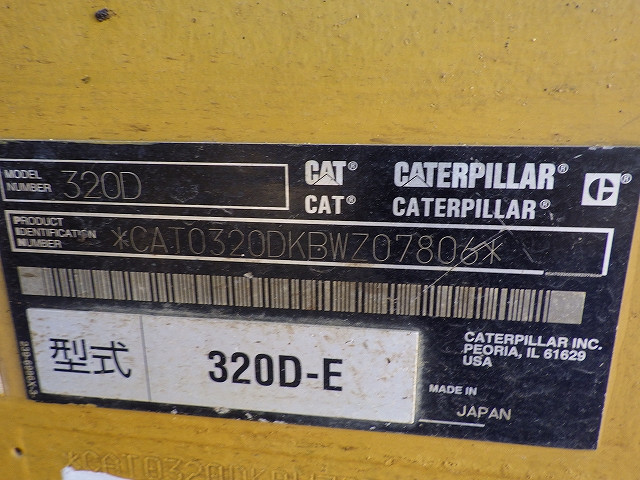 MODEL
NUMBER
320D
CAT®
CATERPILLAR®
CAT®
CATERPILLAR®
PRODUCT
IDENTIFICATION
NUMBER
*CAT0320DKBWZ07806*
型式
320D-E
CATERPILLAR INC.
PEORIA, IL 61629
USA
MADE IN
JAPAN